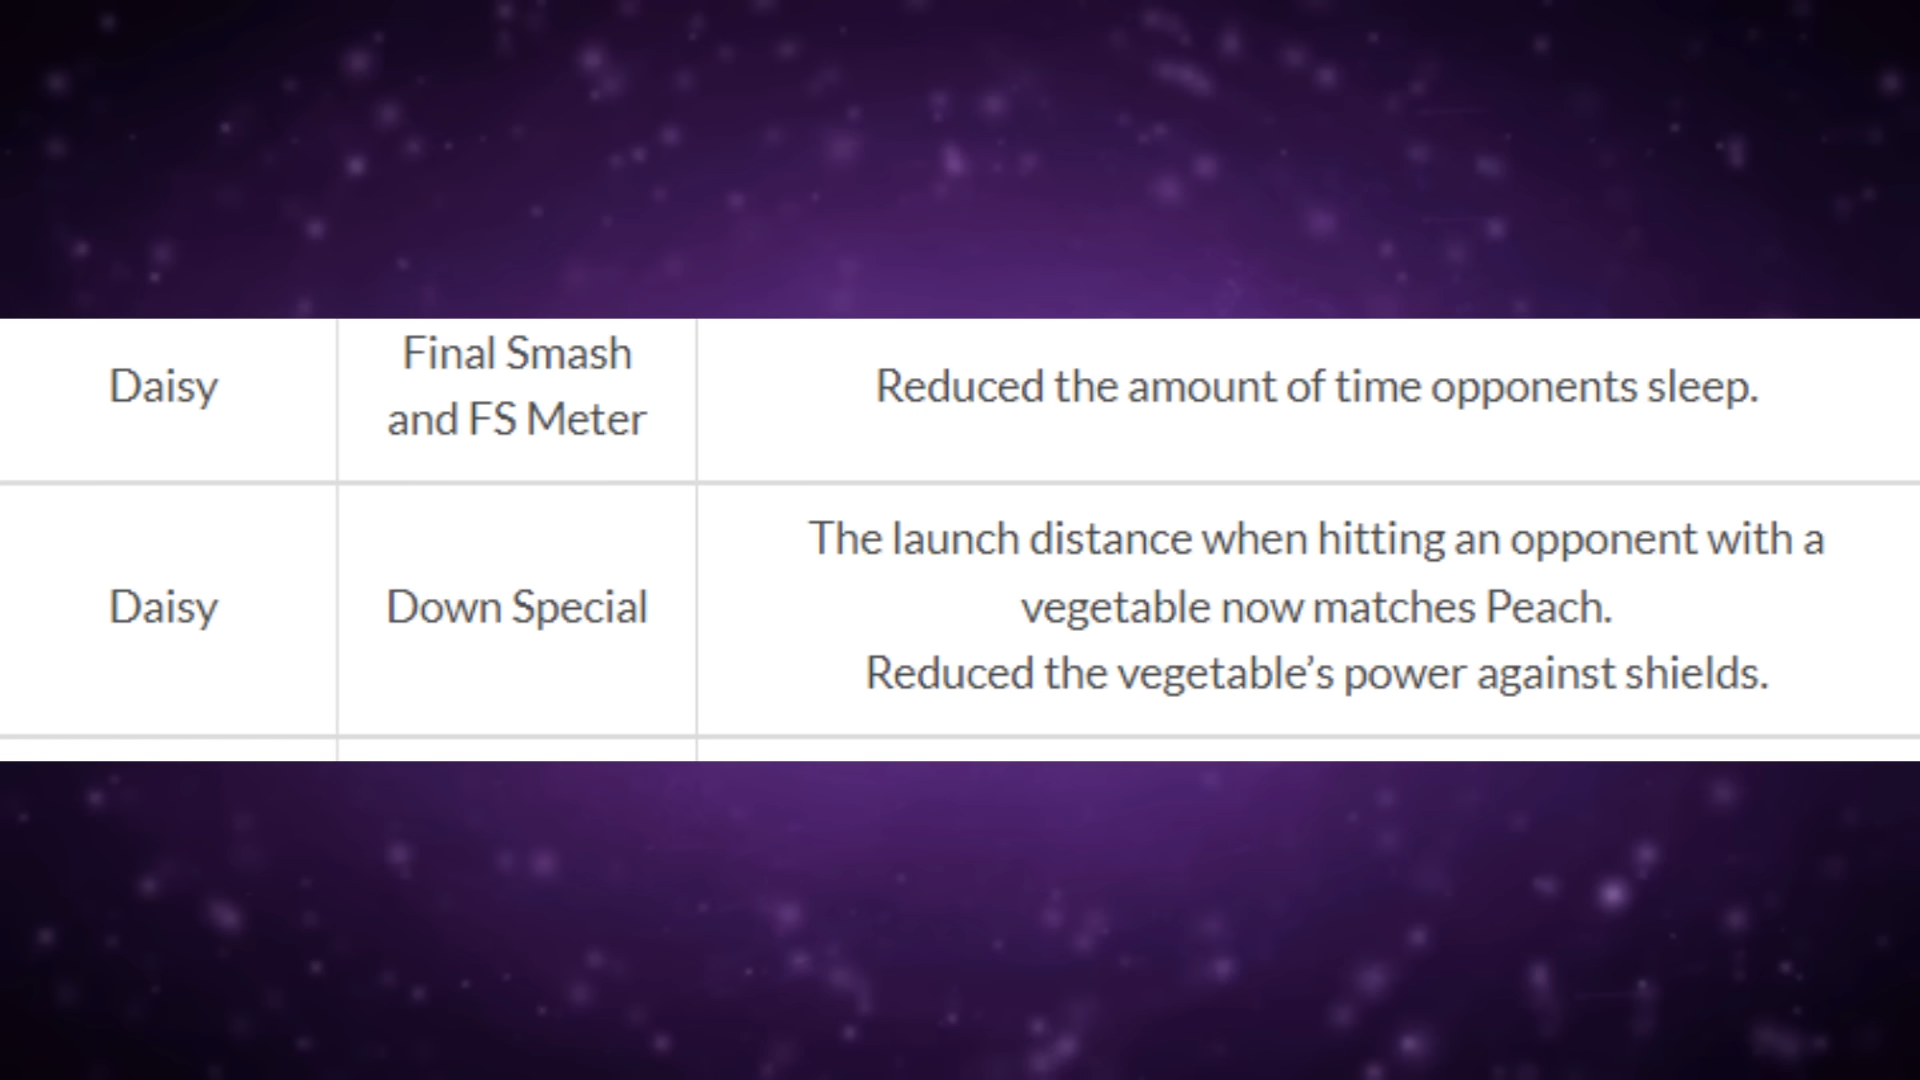 Daisy
Final Smash
and FS Meter
Reduced the amount of time opponents sleep.
Daisy
Down Special
The launch distance when hitting an opponent with a
vegetable now matches Peach.
Reduced the vegetable’s power against shields.